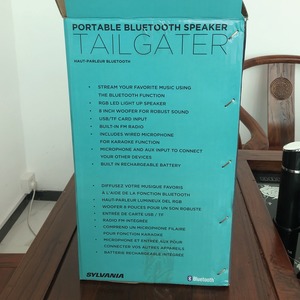 PORTABLE BLUETOOTH SPEAKER
TAILGATER
HAUT-PARLEUR BLUETOOTH
• STREAM YOUR FAVORITE MUSIC USING
THE BLUETOOTH FUNCTION
• RGB LED LIGHT UP SPEAKER
• 8 INCH WOOFER FOR ROBUST SOUND
• USB/TF CARD INPUT
• BUILT-IN FM RADIO
• INCLUDES WIRED MICROPHONE
FOR KARAOKE FUNCTION
• MICROPHONE AND AUX INPUT TO CONNECT
YOUR OTHER DEVICES
• BUILT IN RECHARGEABLE BATTERY
• DIFFUSEZ VOTRE MUSIQUE FAVORIS
À L'AIDE DE LA FONCTION BLUETOOTH
• HAUT-PARLEUR LUMINEUX DEL RGB
• WOOFER 8 POUCES POUR UN SON ROBUSTE
• ENTRÉE DE CARTE USB / TF
• RADIO FM INTÉGRÉE
• COMPREND UN MICROPHONE FILAIRE
POUR FONCTION KARAOKÉ
• MICROPHONE ET ENTRÉE AUX POUR
CONNECTER VOS AUTRES APPAREILS
• BATTERIE RECHARGEABLE INTÉGRÉE
SYLVANIA
Bluetooth